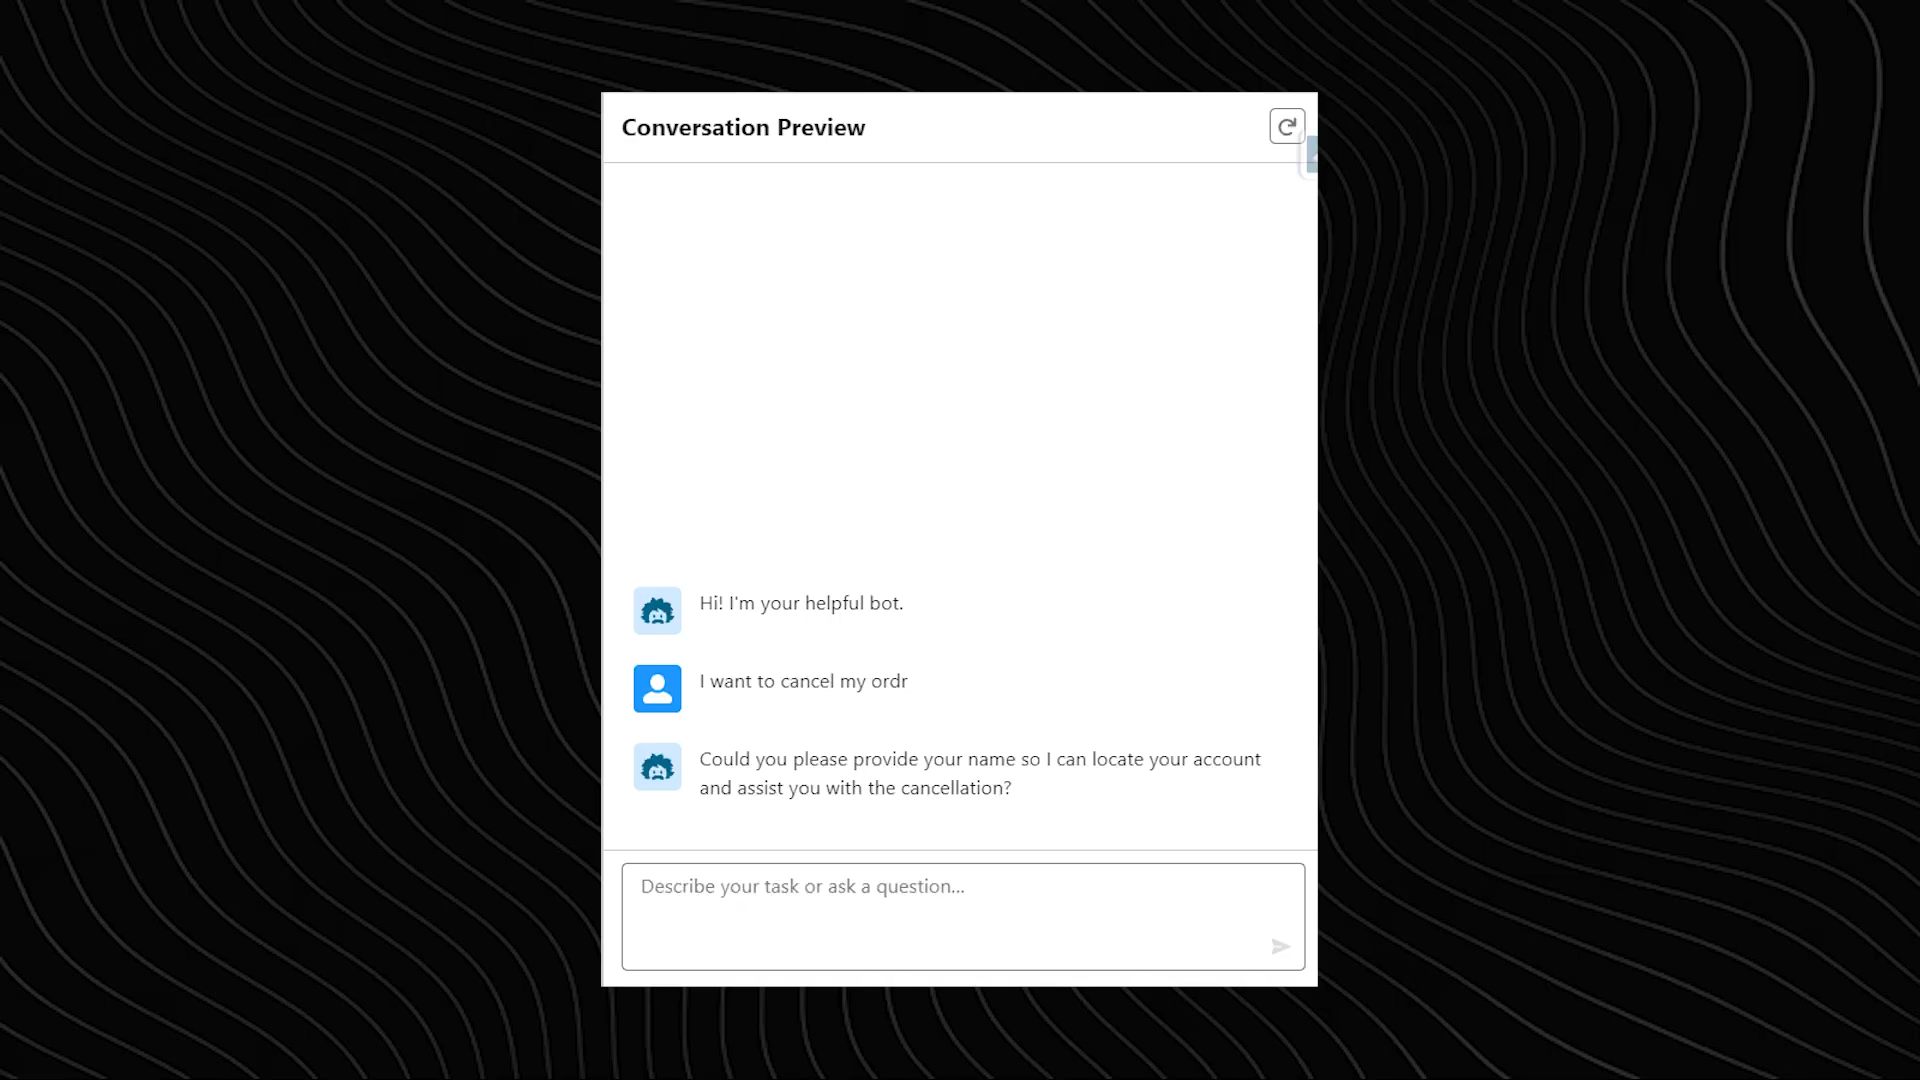 Conversation Preview
Hi! I'm your helpful bot.
I want to cancel my ordr
Could you please provide your name so I can locate your account
and assist you with the cancellation?
Describe your task or ask a question...